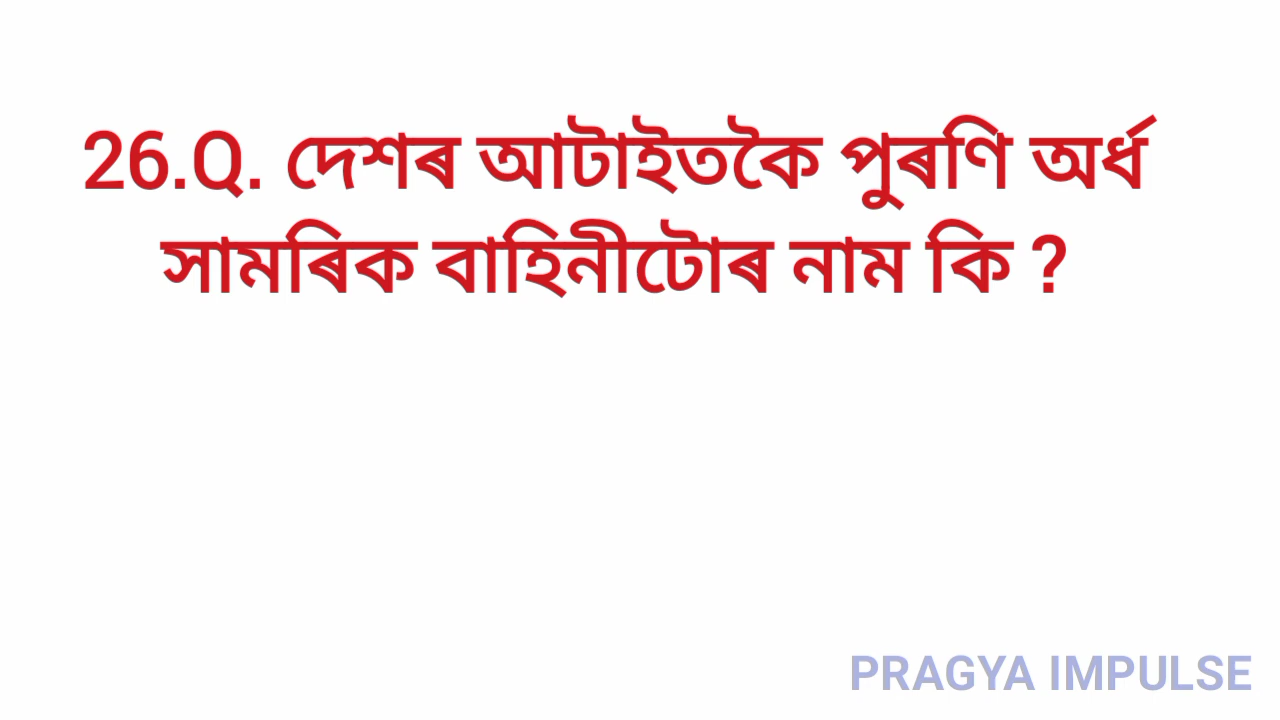 26.Q. দেশৰ আটাইতকৈ পুৰণি অৰ্ধ
সামৰিক বাহিনীটোৰ নাম কি ?
PRAGYA IMPULSE